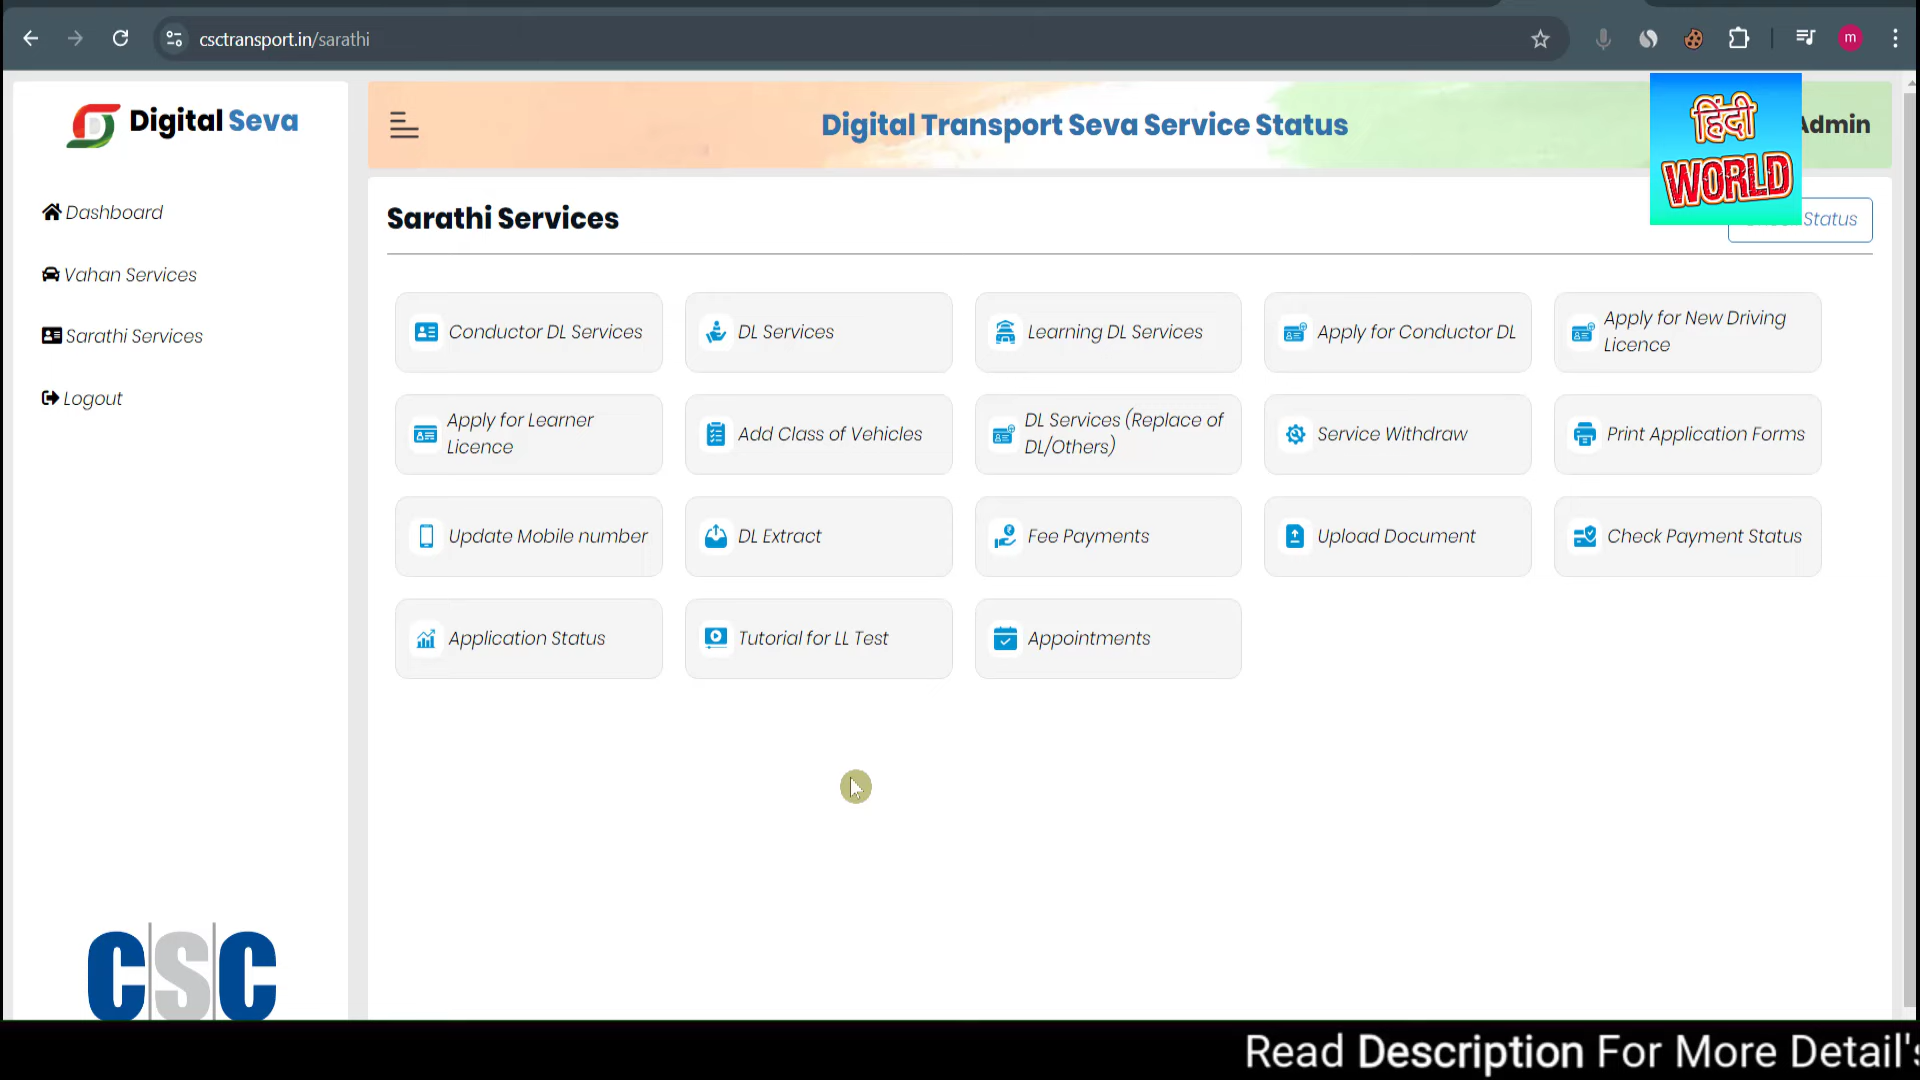 csctransport.in/sarathi
m
Digital Seva
Dashboard
Vahan Services
Sarathi Services
Logout
CSC
Digital Transport Seva Service Status
Admin
हिंदी
WORLD
Sarathi Services
Status
Conductor DL Services
DL Services
Learning DL Services
Apply for Conductor DL
Apply for New Driving
Licence
Apply for Learner
Licence
Add Class of Vehicles
DL Services (Replace of
DL/Others)
Service Withdraw
Print Application Forms
Update Mobile number
DL Extract
Fee Payments
Upload Document
Check Payment Status
Application Status
Tutorial for LL Test
Appointments
Read Description For More Detail's